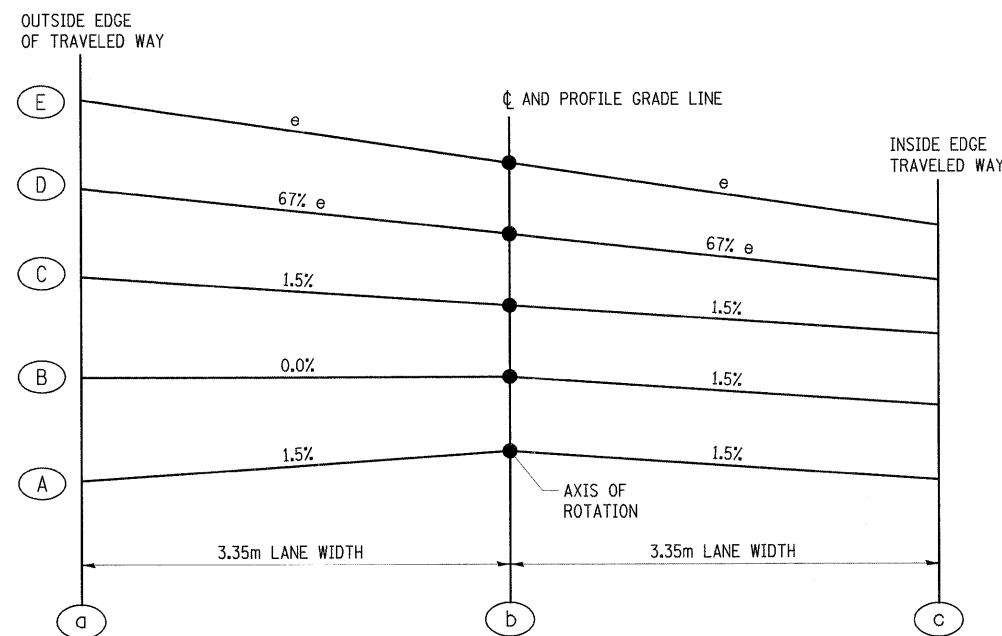 OUTSIDE EDGE
OF TRAVELED WAY
℄ AND PROFILE GRADE LINE
INSIDE EDGE
TRAVELED WAY
E
e
e
D
67% e
67% e
C
1.5%
1.5%
B
0.0%
1.5%
A
1.5%
1.5%
AXIS OF
ROTATION
3.35m LANE WIDTH
3.35m LANE WIDTH
a
b
c